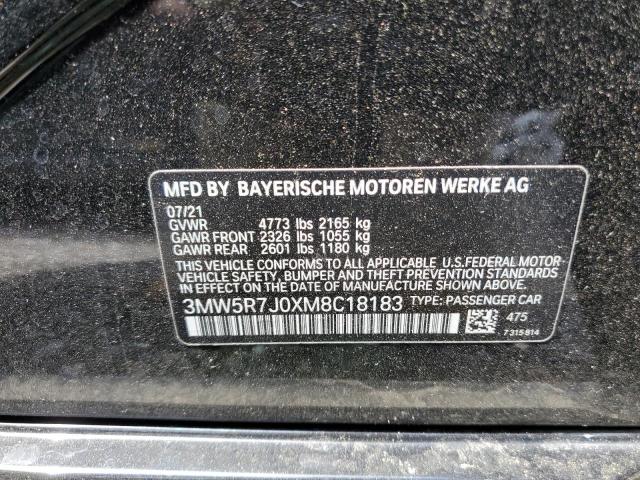 MFD BY BAYERISCHE MOTOREN WERKE AG
07/21
GVWR 4773 lbs 2165 kg
GAWR FRONT 2326 lbs 1055 kg
GAWR REAR 2601 lbs 1180 kg
THIS VEHICLE CONFORMS TO ALL APPLICABLE U.S.FEDERAL MOTOR
VEHICLE SAFETY, BUMPER, AND THEFT PREVENTION
STANDARDS IN EFFECT ON THE DATE OF MANUFACTURE SHOWN ABOVE.
3MW5R7J0XM8C18183 TYPE: PASSENGER CAR
475
7315814